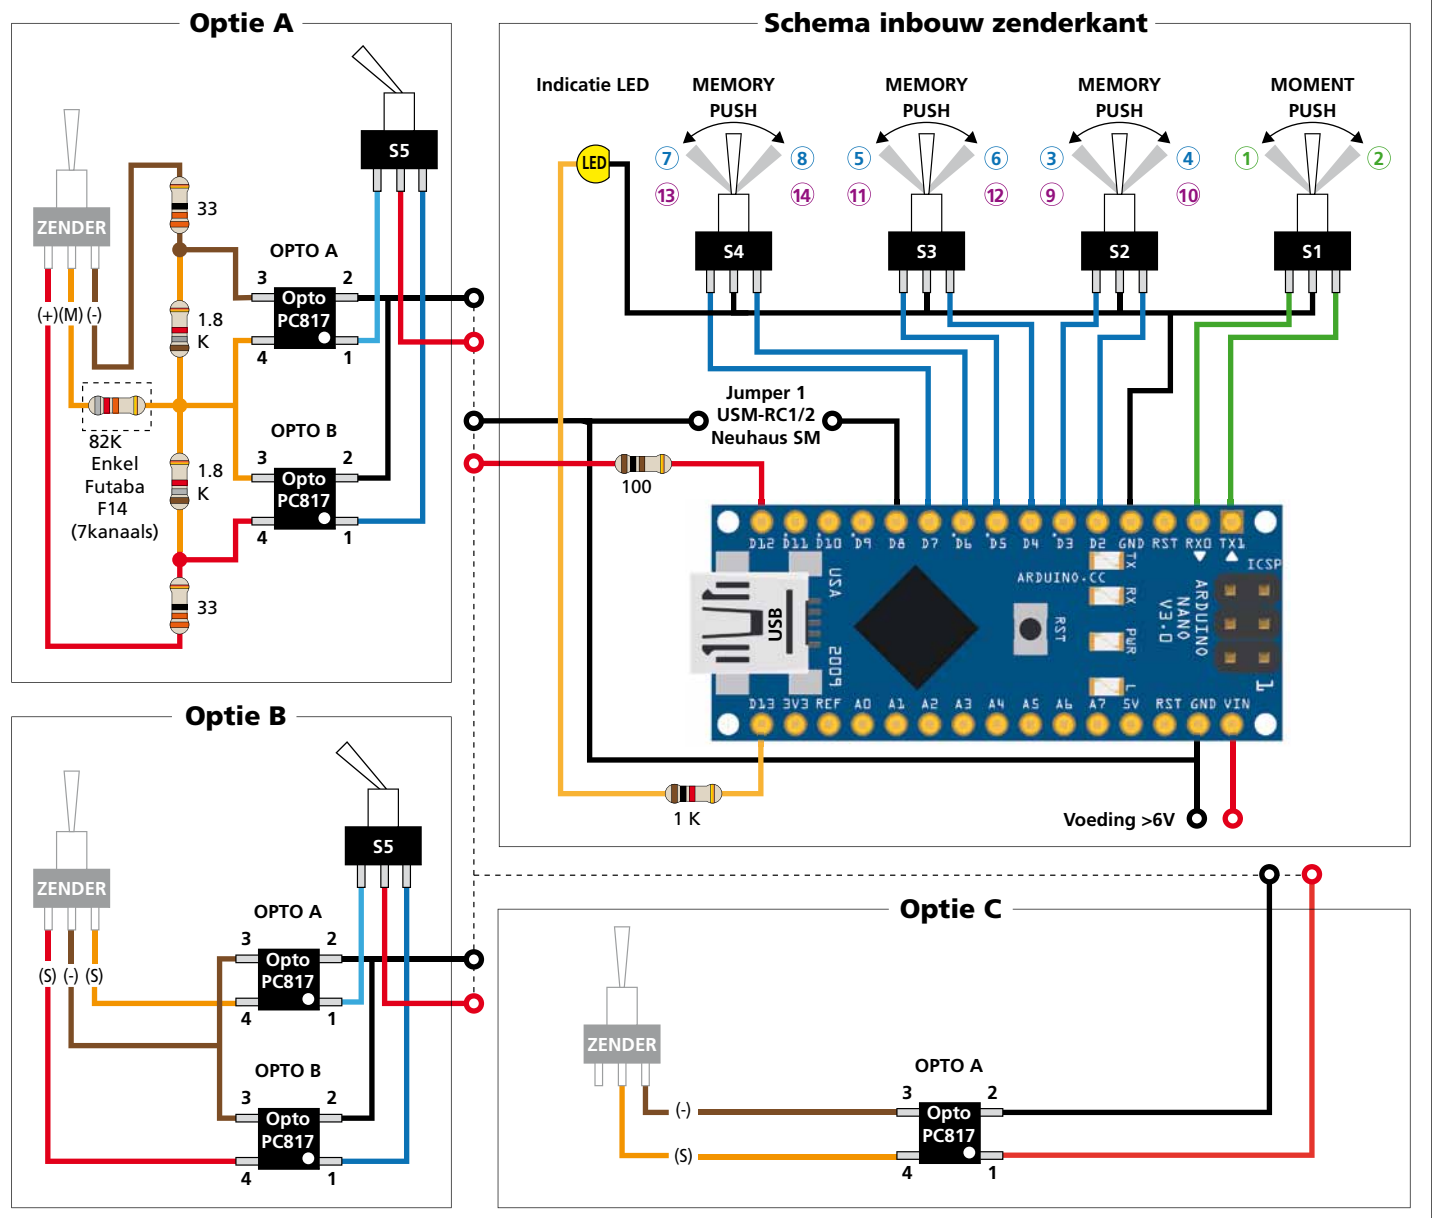 Optie A
S5
ZENDER
(+) (M) (-)
33
1.8
K
82K
Enkel
Futaba
F14
(7kanaals)
1.8
K
33
OPTO A
3 2
Opto
PC817
4 1
OPTO B
3 2
Opto
PC817
4 1
Schema inbouw zenderkant
Indicatie LED
LED
MEMORY
PUSH
7 8
13 14
S4
MEMORY
PUSH
5 6
11 12
S3
MEMORY
PUSH
3 4
9 10
S2
MOMENT
PUSH
1 2
S1
Jumper 1
USM-RC1/2
Neuhaus SM
100
D12 D11 D10 D9 D8 D7 D6 D5 D4 D3 D2 GND RST RX0 TX1
ICSP
ARDUINO.CC
TX
RX
PWR
L
RST
ARDUINO
NANO
V3.0
1
USA
2009
USB
D13 3V3 REF A0 A1 A2 A3 A4 A5 A6 A7 5V RST GND VIN
1 K
Voeding >6V
Optie B
S5
ZENDER
(S) (-) (S)
OPTO A
3 2
Opto
PC817
4 1
OPTO B
3 2
Opto
PC817
4 1
Optie C
ZENDER
(-)
(S)
OPTO A
3 2
Opto
PC817
4 1